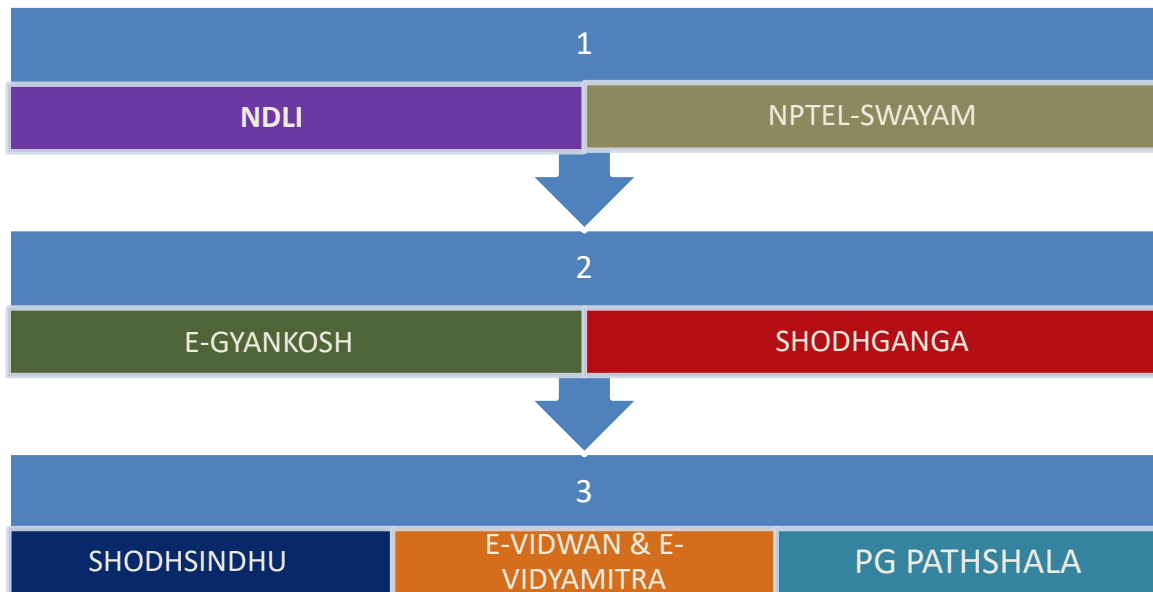 1
NDLI
NPTEL-SWAYAM
2
E-GYANKOSH
SHODHGANGA
3
SHODHSINDHU
E-VIDWAN & E-
VIDYAMITRA
PG PATHSHALA